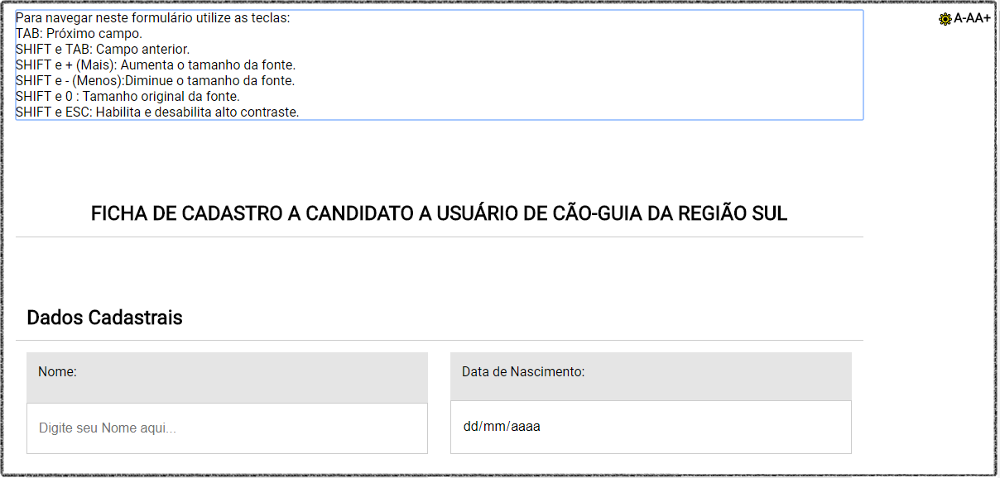 Para navegar neste formulário utilize as teclas:
TAB: Próximo campo.
SHIFT e TAB: Campo anterior.
SHIFT e + (Mais): Aumenta o tamanho da fonte.
SHIFT e - (Menos):Diminue o tamanho da fonte.
SHIFT e 0 : Tamanho original da fonte.
SHIFT e ESC: Habilita e desabilita alto contraste.
A-AA+
FICHA DE CADASTRO A CANDIDATO A USUÁRIO DE CÃO-GUIA DA REGIÃO SUL
Dados Cadastrais
Nome:
Digite seu Nome aqui...
Data de Nascimento:
dd/mm/aaaa